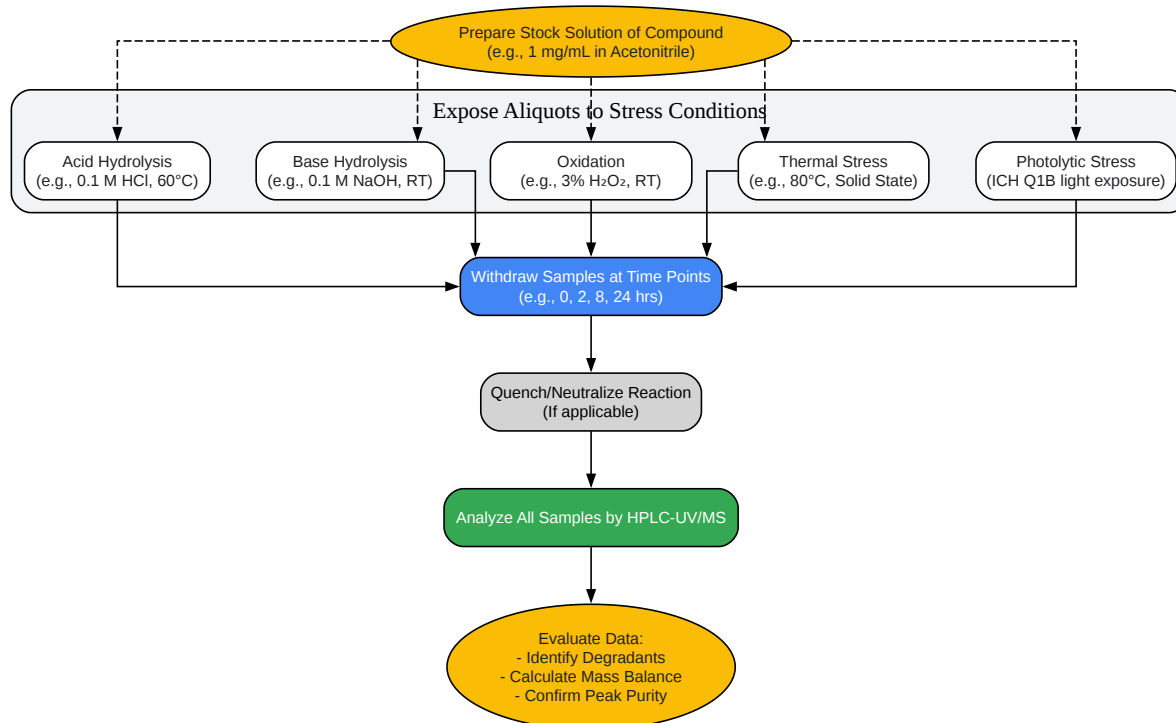 Prepare Stock Solution of Compound
(e.g., 1 mg/mL in Acetonitrile)
Expose Aliquots to Stress Conditions
Acid Hydrolysis
(e.g., 0.1 M HCl, 60°C)
Base Hydrolysis
(e.g., 0.1 M NaOH, RT)
Oxidation
(e.g., 3% H₂O₂, RT)
Thermal Stress
(e.g., 80°C, Solid State)
Photolytic Stress
(ICH Q1B light exposure)
Withdraw Samples at Time Points
(e.g., 0, 2, 8, 24 hrs)
Quench/Neutralize Reaction
(If applicable)
Analyze All Samples by HPLC-UV/MS
Evaluate Data:
- Identify Degradants
- Calculate Mass Balance
- Confirm Peak Purity